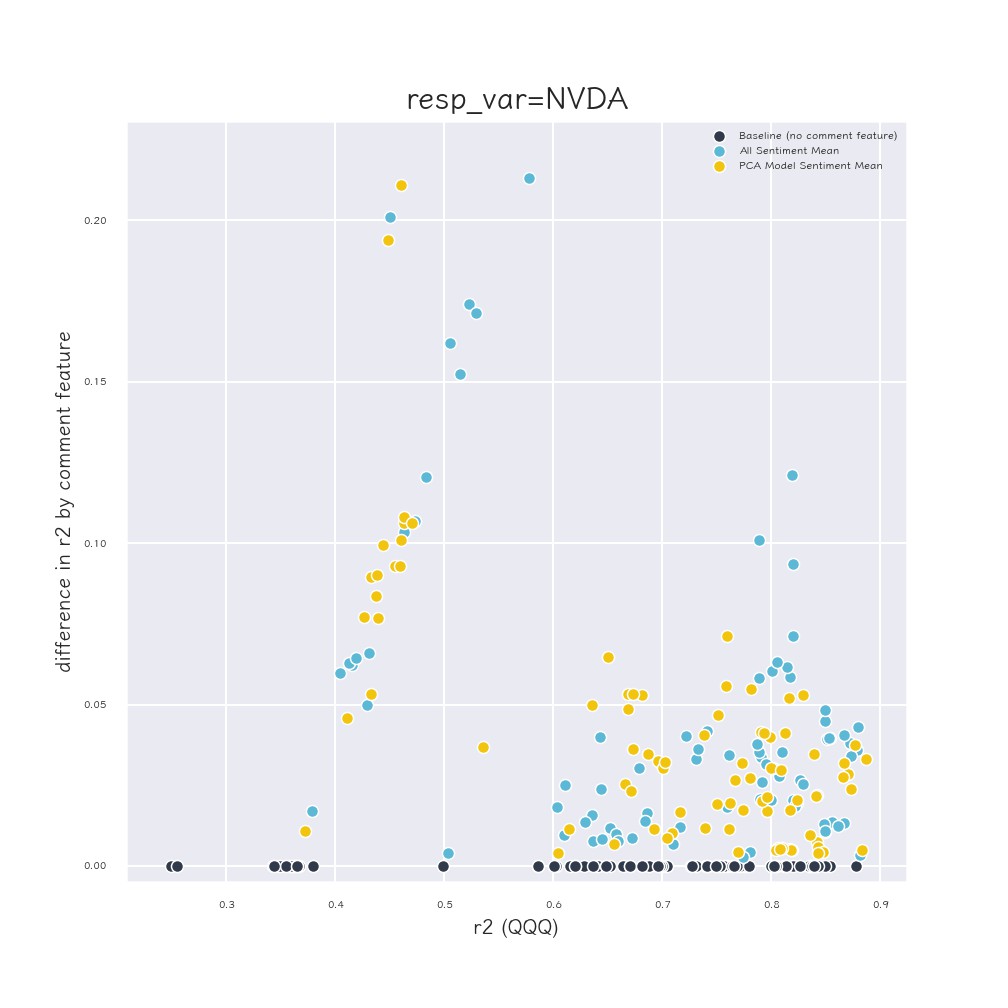 resp_var=NVDA
Baseline (no comment feature)
All Sentiment Mean
PCA Model Sentiment Mean
difference in r2 by comment feature
0.20
0.15
0.10
0.05
0.00
0.3 0.4 0.5 0.6 0.7 0.8 0.9
r2 (QQQ)